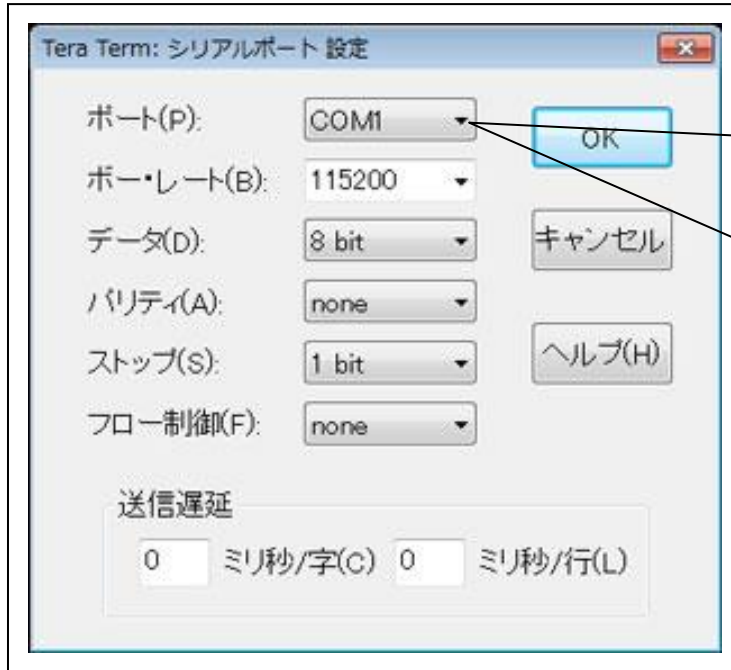 Tera Term: シリアルポート 設定
ポート(P): COM1
OK
ボー・レート(B): 115200
データ(D): 8 bit
キャンセル
パリティ(A): none
ストップ(S): 1 bit
ヘルプ(H)
フロー制御(F): none
送信遅延
0 ミリ秒/字(C) 0 ミリ秒/行(L)